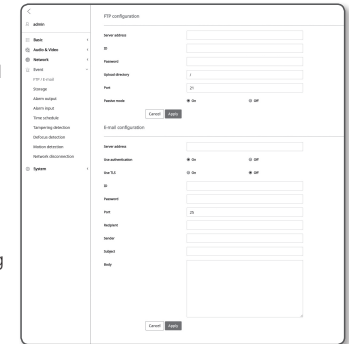 admin
Basic
Audio & Video
Network
Event
FTP / E-mail
Storage
Alarm output
Alarm input
Time schedule
Tampering detection
Defocus detection
Motion detection
Network disconnection
System
FTP configuration
Server address
ID
Password
Upload directory /
Port 21
Passive mode On Off
Cancel Apply
E-mail configuration
Server address
Use authentication On Off
Use TLS On Off
ID
Password
Port 25
Recipient
Sender
Subject
Body
Cancel Apply
g